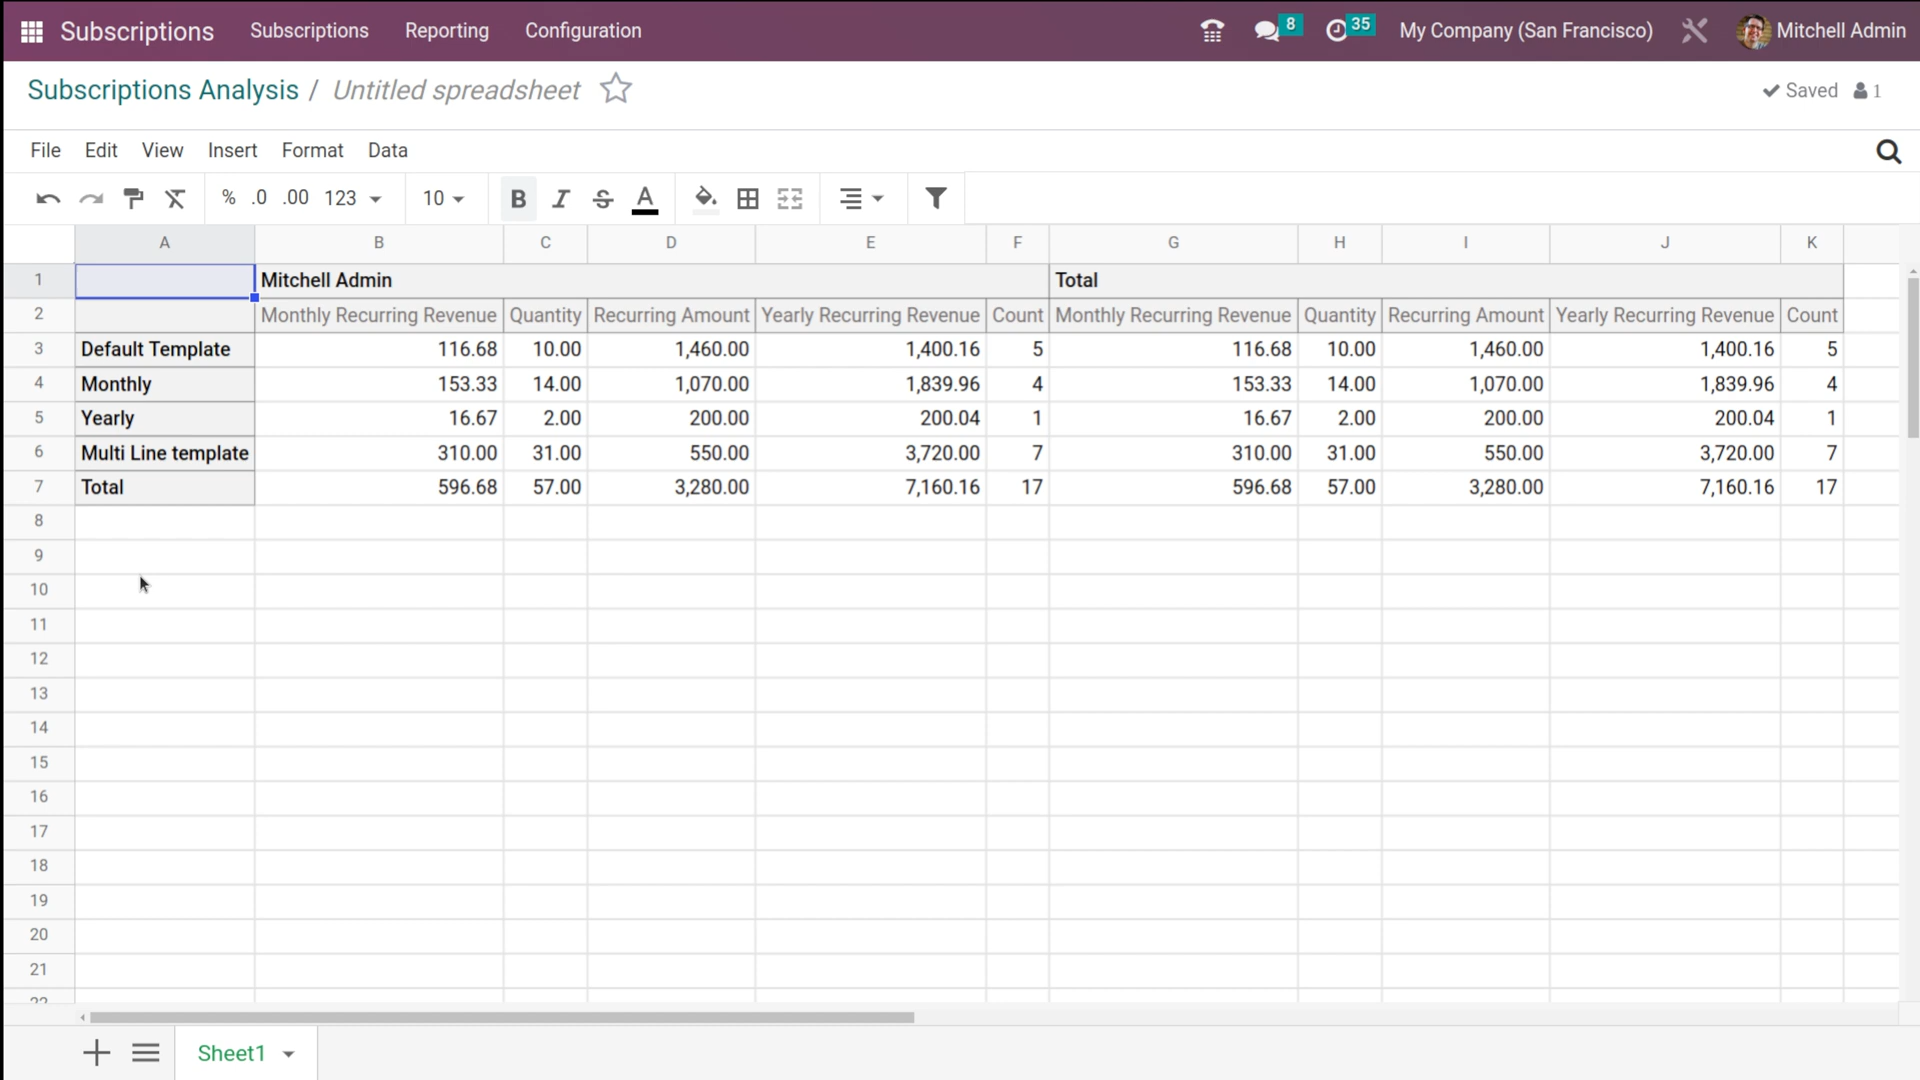 Subscriptions Subscriptions Reporting Configuration 8 35 My Company (San Francisco) Mitchell Admin
Subscriptions Analysis / Untitled spreadsheet Saved 1
File Edit View Insert Format Data
% .0 .00 123 10 B I S A
A B C D E F G H I J K
1 Mitchell Admin Total
2 Monthly Recurring Revenue Quantity Recurring Amount Yearly Recurring Revenue Count Monthly Recurring Revenue Quantity Recurring Amount Yearly Recurring Revenue Count
3 Default Template 116.68 10.00 1,460.00 1,400.16 5 116.68 10.00 1,460.00 1,400.16 5
4 Monthly 153.33 14.00 1,070.00 1,839.96 4 153.33 14.00 1,070.00 1,839.96 4
5 Yearly 16.67 2.00 200.00 200.04 1 16.67 2.00 200.00 200.04 1
6 Multi Line template 310.00 31.00 550.00 3,720.00 7 310.00 31.00 550.00 3,720.00 7
7 Total 596.68 57.00 3,280.00 7,160.16 17 596.68 57.00 3,280.00 7,160.16 17
8
9
10
11
12
13
14
15
16
17
18
19
20
21
22
Sheet1